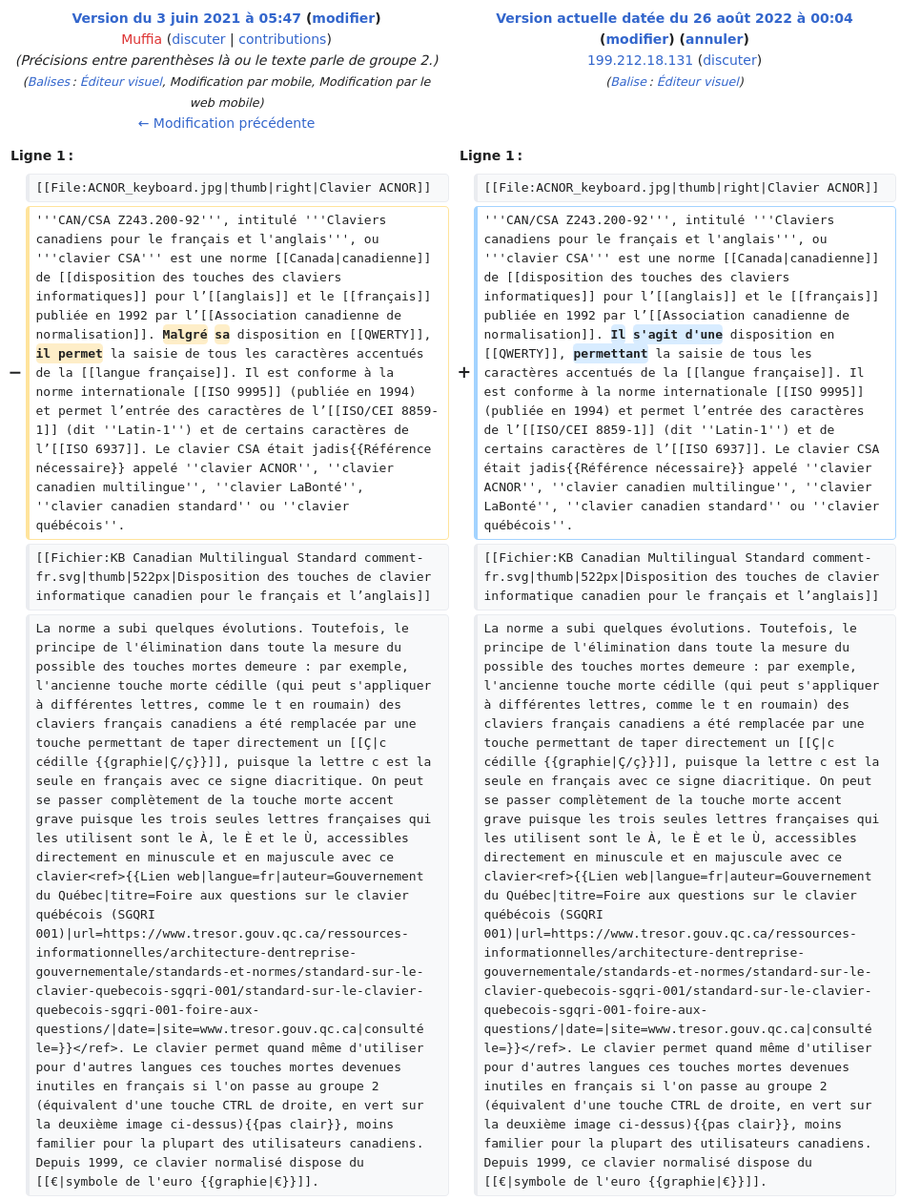 Version du 3 juin 2021 à 05:47 (modifier)
Muffia (discuter | contributions)
(Précisions entre parenthèses là ou le texte parle de groupe 2.)
(Balises : Éditeur visuel, Modification par mobile, Modification par le
web mobile)
← Modification précédente
Version actuelle datée du 26 août 2022 à 00:04
(modifier) (annuler)
199.212.18.131 (discuter)
(Balise : Éditeur visuel)
Ligne 1 :
[[File:ACNOR_keyboard.jpg|thumb|right|Clavier ACNOR]]
−
'''CAN/CSA Z243.200-92''', intitulé '''Claviers
canadiens pour le français et l'anglais''', ou
'''clavier CSA''' est une norme [[Canada|canadienne]]
de [[disposition des touches des claviers
informatiques]] pour l’[[anglais]] et le [[français]]
publiée en 1992 par l’[[Association canadienne de
normalisation]]. Malgré sa disposition en [[QWERTY]],
il permet la saisie de tous les caractères accentués
de la [[langue française]]. Il est conforme à la
norme internationale [[ISO 9995]] (publiée en 1994)
et permet l’entrée des caractères de l’[[ISO/CEI 8859-
1]] (dit ''Latin-1'') et de certains caractères de
l’[[ISO 6937]]. Le clavier CSA était jadis{{Référence
nécessaire}} appelé ''clavier ACNOR'', ''clavier
canadien multilingue'', ''clavier LaBonté'',
''clavier canadien standard'' ou ''clavier
québécois''.
[[Fichier:KB Canadian Multilingual Standard comment-
fr.svg|thumb|522px|Disposition des touches de clavier
informatique canadien pour le français et l’anglais]]
La norme a subi quelques évolutions. Toutefois, le
principe de l'élimination dans toute la mesure du
possible des touches mortes demeure : par exemple,
l'ancienne touche morte cédille (qui peut s'appliquer
à différentes lettres, comme le t en roumain) des
claviers français canadiens a été remplacée par une
touche permettant de taper directement un [[Ç|c
cédille {{graphie|Ç/ç}}]], puisque la lettre c est la
seule en français avec ce signe diacritique. On peut
se passer complètement de la touche morte accent
grave puisque les trois seules lettres françaises qui
les utilisent sont le À, le È et le Ù, accessibles
directement en minuscule et en majuscule avec ce
clavier<ref>{{Lien web|langue=fr|auteur=Gouvernement
du Québec|titre=Foire aux questions sur le clavier
québécois (SGQRI
001)|url=https://www.tresor.gouv.qc.ca/ressources-
informationnelles/architecture-dentreprise-
gouvernementale/standards-et-normes/standard-sur-le-
clavier-quebecois-sgqri-001/standard-sur-le-clavier-
quebecois-sgqri-001-foire-aux-
questions/|date=|site=www.tresor.gouv.qc.ca|consulté
le=}}</ref>. Le clavier permet quand même d'utiliser
pour d'autres langues ces touches mortes devenues
inutiles en français si l'on passe au groupe 2
(équivalent d'une touche CTRL de droite, en vert sur
la deuxième image ci-dessus){{pas clair}}, moins
familier pour la plupart des utilisateurs canadiens.
Depuis 1999, ce clavier normalisé dispose du
[[€|symbole de l'euro {{graphie|€}}]].
Ligne 1 :
[[File:ACNOR_keyboard.jpg|thumb|right|Clavier ACNOR]]
+
'''CAN/CSA Z243.200-92''', intitulé '''Claviers
canadiens pour le français et l'anglais''', ou
'''clavier CSA''' est une norme [[Canada|canadienne]]
de [[disposition des touches des claviers
informatiques]] pour l’[[anglais]] et le [[français]]
publiée en 1992 par l’[[Association canadienne de
normalisation]]. Il s'agit d'une disposition en
[[QWERTY]], permettant la saisie de tous les
caractères accentués de la [[langue française]]. Il
est conforme à la norme internationale [[ISO 9995]]
(publiée en 1994) et permet l’entrée des caractères
de l’[[ISO/CEI 8859-1]] (dit ''Latin-1'') et de
certains caractères de l’[[ISO 6937]]. Le clavier CSA
était jadis{{Référence nécessaire}} appelé ''clavier
ACNOR'', ''clavier canadien multilingue'', ''clavier
LaBonté'', ''clavier canadien standard'' ou ''clavier
québécois''.
[[Fichier:KB Canadian Multilingual Standard comment-
fr.svg|thumb|522px|Disposition des touches de clavier
informatique canadien pour le français et l’anglais]]
La norme a subi quelques évolutions. Toutefois, le
principe de l'élimination dans toute la mesure du
possible des touches mortes demeure : par exemple,
l'ancienne touche morte cédille (qui peut s'appliquer
à différentes lettres, comme le t en roumain) des
claviers français canadiens a été remplacée par une
touche permettant de taper directement un [[Ç|c
cédille {{graphie|Ç/ç}}]], puisque la lettre c est la
seule en français avec ce signe diacritique. On peut
se passer complètement de la touche morte accent
grave puisque les trois seules lettres françaises qui
les utilisent sont le À, le È et le Ù, accessibles
directement en minuscule et en majuscule avec ce
clavier<ref>{{Lien web|langue=fr|auteur=Gouvernement
du Québec|titre=Foire aux questions sur le clavier
québécois (SGQRI
001)|url=https://www.tresor.gouv.qc.ca/ressources-
informationnelles/architecture-dentreprise-
gouvernementale/standards-et-normes/standard-sur-le-
clavier-quebecois-sgqri-001/standard-sur-le-clavier-
quebecois-sgqri-001-foire-aux-
questions/|date=|site=www.tresor.gouv.qc.ca|consulté
le=}}</ref>. Le clavier permet quand même d'utiliser
pour d'autres langues ces touches mortes devenues
inutiles en français si l'on passe au groupe 2
(équivalent d'une touche CTRL de droite, en vert sur
la deuxième image ci-dessus){{pas clair}}, moins
familier pour la plupart des utilisateurs canadiens.
Depuis 1999, ce clavier normalisé dispose du
[[€|symbole de l'euro {{graphie|€}}]].